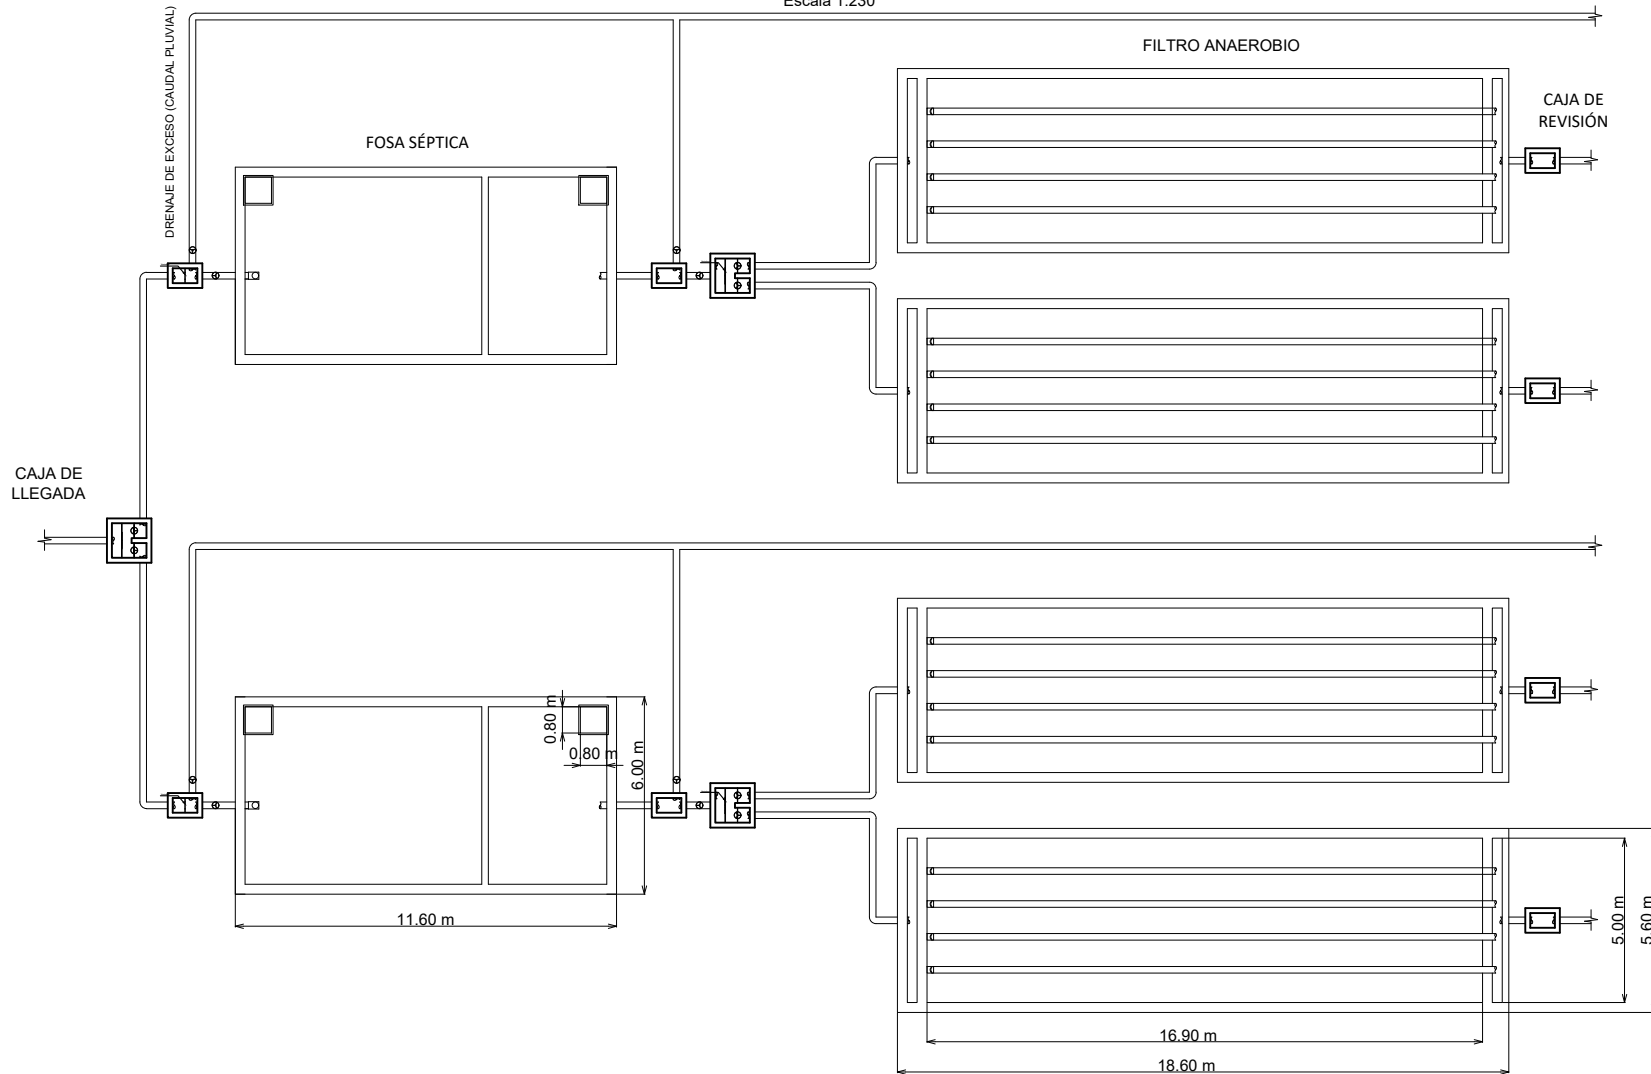 Escala 1:230
DRENAJE DE EXCESO (CAUDAL PLUVIAL)
FILTRO ANAEROBIO
CAJA DE
REVISIÓN
FOSA SÉPTICA
CAJA DE
LLEGADA
0.80 m
0.80 m
6.00 m
11.60 m
5.00 m
5.60 m
16.90 m
18.60 m